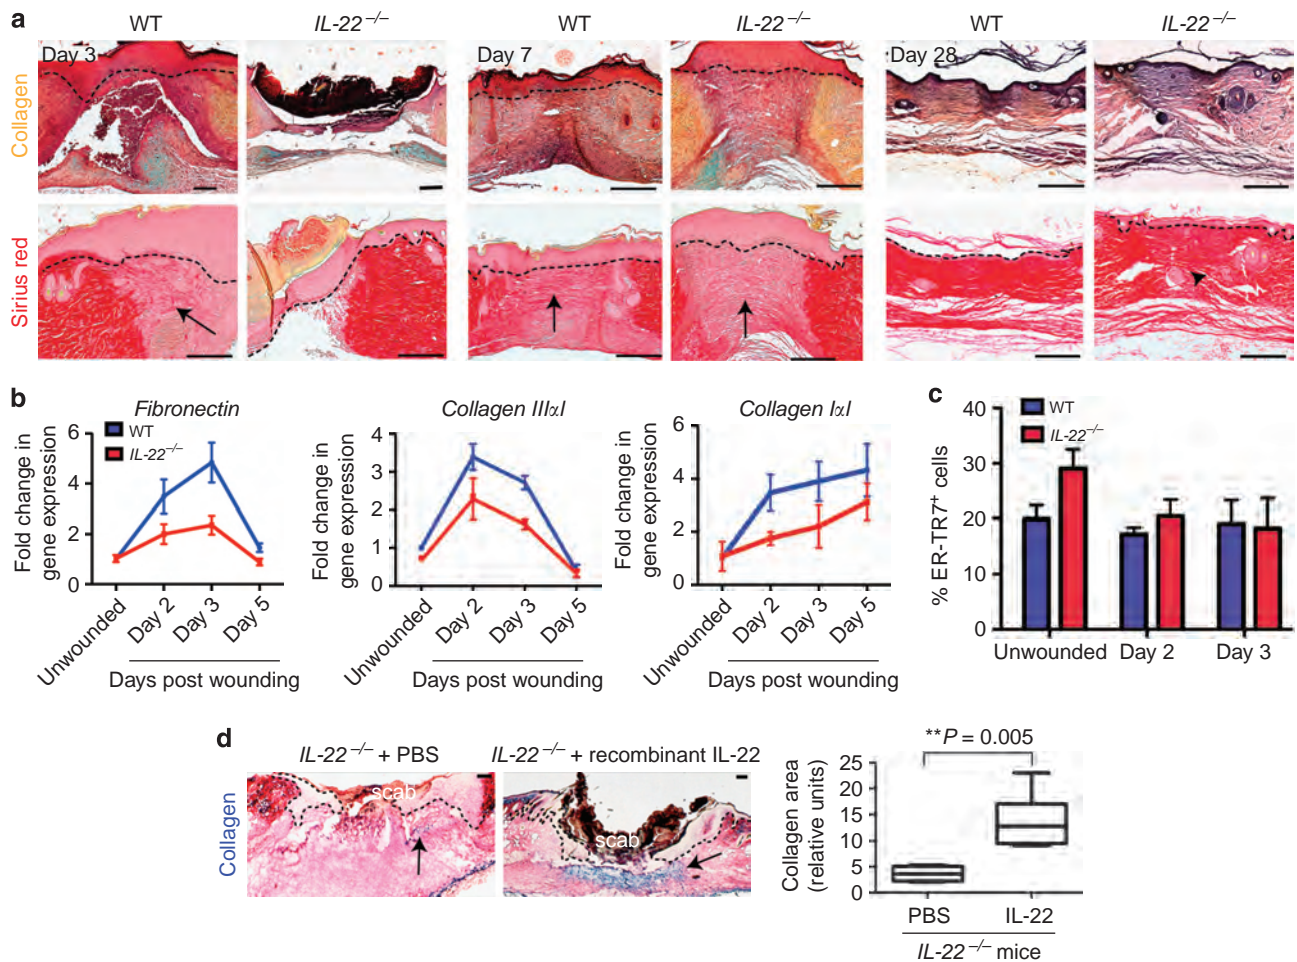 a
WT
IL-22 −/−
WT
IL-22 −/−
WT
IL-22 −/−
Collagen
Day 3
Day 7
Day 28
Sirius red
b
Fibronectin
WT
IL-22−/−
Fold change in
gene expression
6
4
2
0
Unwounded
Day 2
Day 3
Day 5
Days post wounding
Collagen IIIαI
Fold change in
gene expression
4
3
2
1
0
Unwounded
Day 2
Day 3
Day 5
Days post wounding
Collagen IαI
Fold change in
gene expression
6
4
2
0
Unwounded
Day 2
Day 3
Day 5
Days post wounding
c
WT
IL-22−/−
% ER-TR7+ cells
40
30
20
10
0
Unwounded
Day 2
Day 3
d
IL-22 −/− + PBS
IL-22 −/− + recombinant IL-22
Collagen
scab
scab
**P = 0.005
Collagen area
(relative units)
25
20
15
10
5
0
PBS
IL-22
IL-22 −/− mice